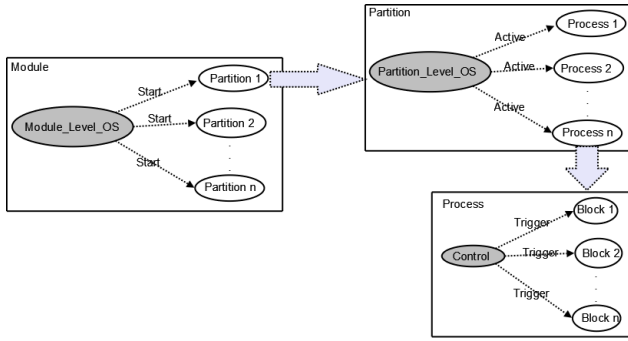 Module
Module_Level_OS
Start
Start
Start
Partition 1
Partition 2
.
.
.
Partition n
Partition
Partition_Level_OS
Active
Active
Active
Process 1
Process 2
.
.
.
Process n
Process
Control
Trigger
Trigger
Trigger
Block 1
Block 2
.
.
.
Block n